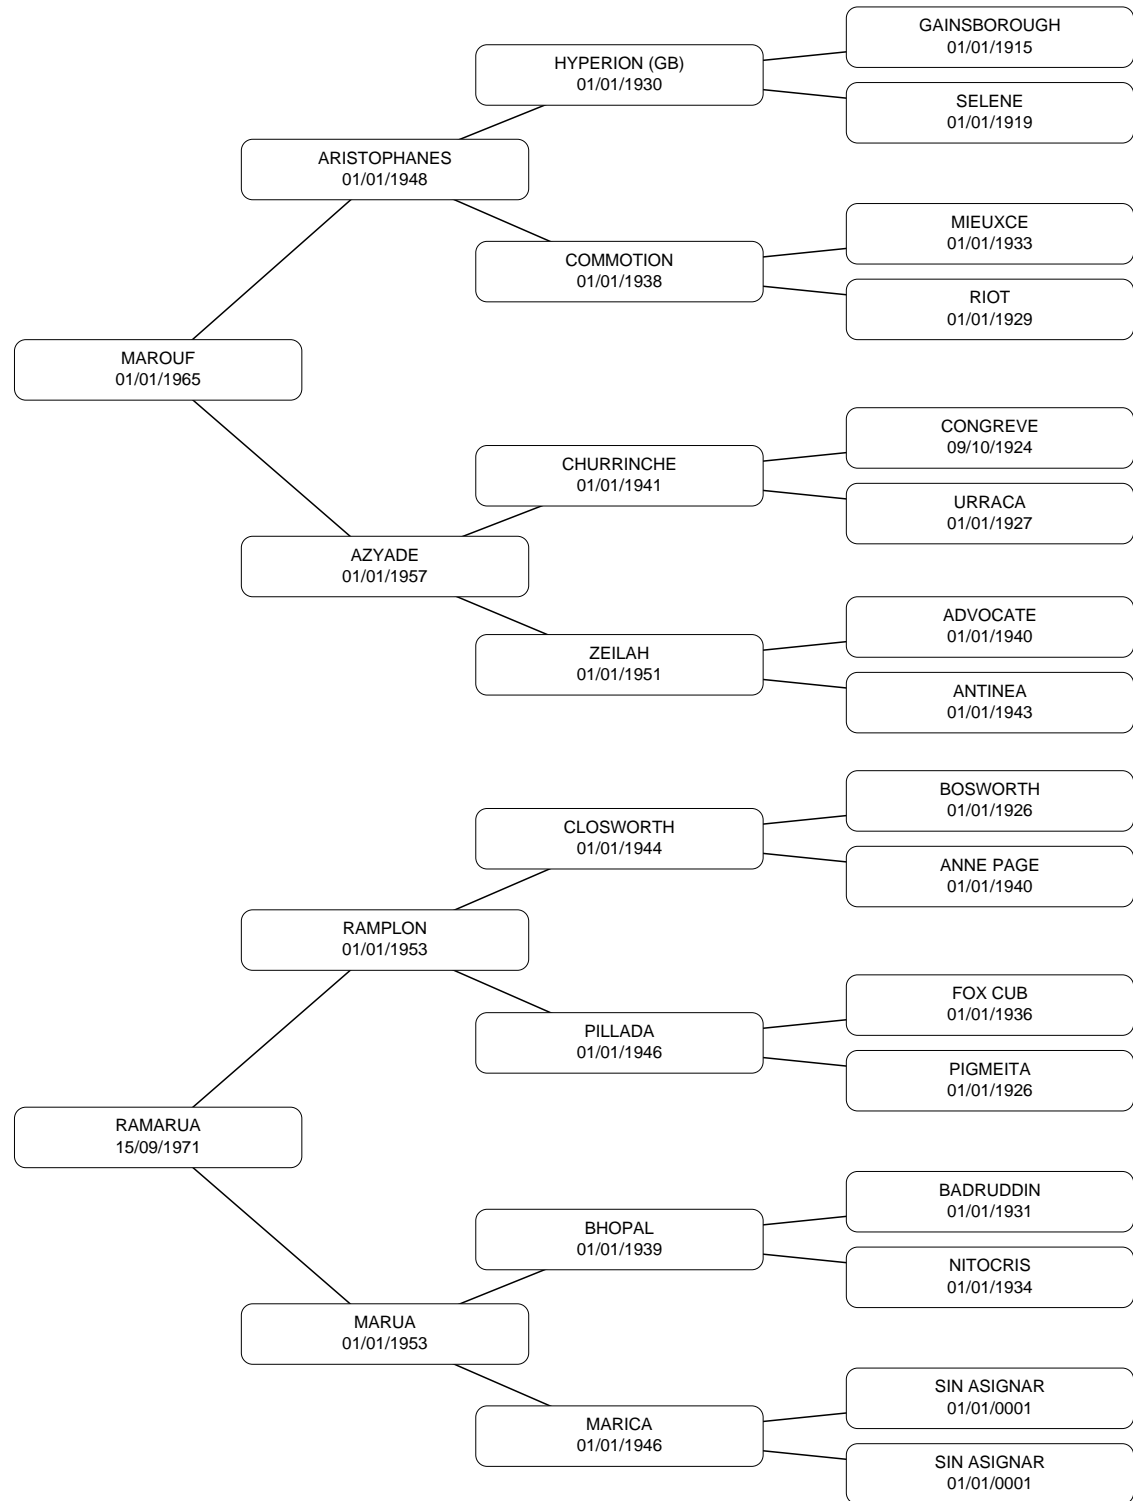 GAINSBOROUGH
01/01/1915
HYPERION (GB)
01/01/1930
SELENE
01/01/1919
ARISTOPHANES
01/01/1948
MIEUXCE
01/01/1933
COMMOTION
01/01/1938
RIOT
01/01/1929
MAROUF
01/01/1965
CONGREVE
09/10/1924
CHURRINCHE
01/01/1941
URRACA
01/01/1927
AZYADE
01/01/1957
ADVOCATE
01/01/1940
ZEILAH
01/01/1951
ANTINEA
01/01/1943
BOSWORTH
01/01/1926
CLOSWORTH
01/01/1944
ANNE PAGE
01/01/1940
RAMPLON
01/01/1953
FOX CUB
01/01/1936
PILLADA
01/01/1946
PIGMEITA
01/01/1926
RAMARUA
15/09/1971
BADRUDDIN
01/01/1931
BHOPAL
01/01/1939
NITOCRIS
01/01/1934
MARUA
01/01/1953
SIN ASIGNAR
01/01/0001
MARICA
01/01/1946
SIN ASIGNAR
01/01/0001